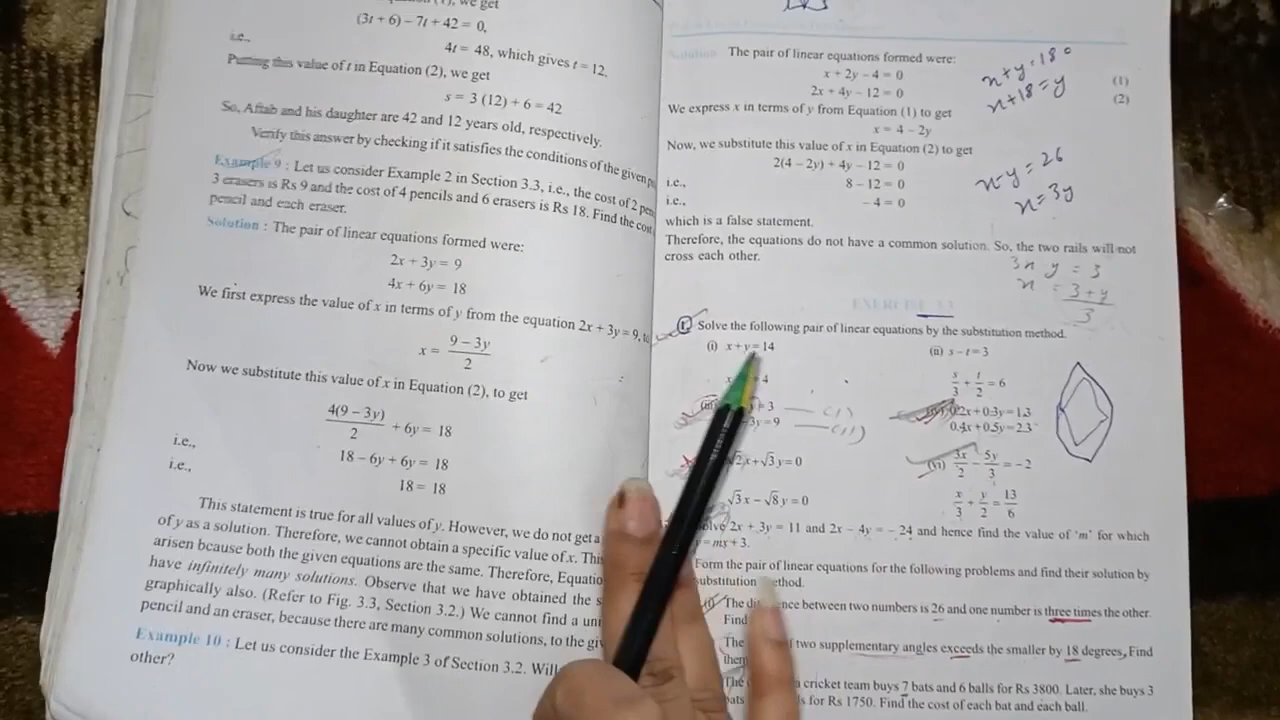 we get
(3t + 6) – 7t + 42 = 0,
i.e.,
4t = 48, which gives t = 12.
Putting this value of t in Equation (2), we get
s = 3 (12) + 6 = 42
So, Aftab and his daughter are 42 and 12 years old, respectively.
Verify this answer by checking if it satisfies the conditions of the given
Example 9 : Let us consider Example 2 in Section 3.3, i.e., the cost of 2
3 erasers is Rs 9 and the cost of 4 pencils and 6 erasers is Rs 18. Find the
pencil and each eraser.
Solution : The pair of linear equations formed were:
2x + 3y = 9
4x + 6y = 18
We first express the value of x in terms of y from the equation 2x + 3y = 9, to
x = (9 – 3y)/2
Now we substitute this value of x in Equation (2), to get
4(9 – 3y)/2 + 6y = 18
i.e.,
18 – 6y + 6y = 18
i.e.,
18 = 18
This statement is true for all values of y. However, we do not get a
of y as a solution. Therefore, we cannot obtain a specific value of x. This
arisen bcause both the given equations are the same. Therefore,
have infinitely many solutions. Observe that we have obtained the
graphically also. (Refer to Fig. 3.3, Section 3.2.) We cannot find a
pencil and an eraser, because there are many common solutions, to the
Example 10 : Let us consider the Example 3 of Section 3.2. Will
other?
Solution The pair of linear equations formed were:
x + 2y – 4 = 0 (1)
2x + 4y – 12 = 0 (2)
x + y = 180
x + 18 = y
We express x in terms of y from Equation (1) to get
x = 4 – 2y
Now, we substitute this value of x in Equation (2) to get
2(4 – 2y) + 4y – 12 = 0
i.e., 8 – 12 = 0
i.e., – 4 = 0
x - y = 26
x = 3y
which is a false statement.
Therefore, the equations do not have a common solution. So, the two rails will not
cross each other.
3x y = 3
x = 3 + y
3
EXERCISE
1. Solve the following pair of linear equations by the substitution method.
(i) x + y = 14 (ii) s – t = 3
4 s/3 + t/2 = 6
(iii) = 3 0.2x + 0.3y = 1.3
3y = 9 0.4x + 0.5y = 2.3
√2 x + √3 y = 0 (vi) 3x/2 – 5y/3 = –2
√3 x – √8 y = 0 x/3 + y/2 = 13/6
2x + 3y = 11 and 2x – 4y = – 24 and hence find the value of 'm' for which
y = mx + 3.
Form the pair of linear equations for the following problems and find their solution by
substitution method.
(i) The between two numbers is 26 and one number is three times the other.
Find
The of two supplementary angles exceeds the smaller by 18 degrees. Find
them
The cricket team buys 7 bats and 6 balls for Rs 3800. Later, she buys 3
bats for Rs 1750. Find the cost of each bat and each ball.